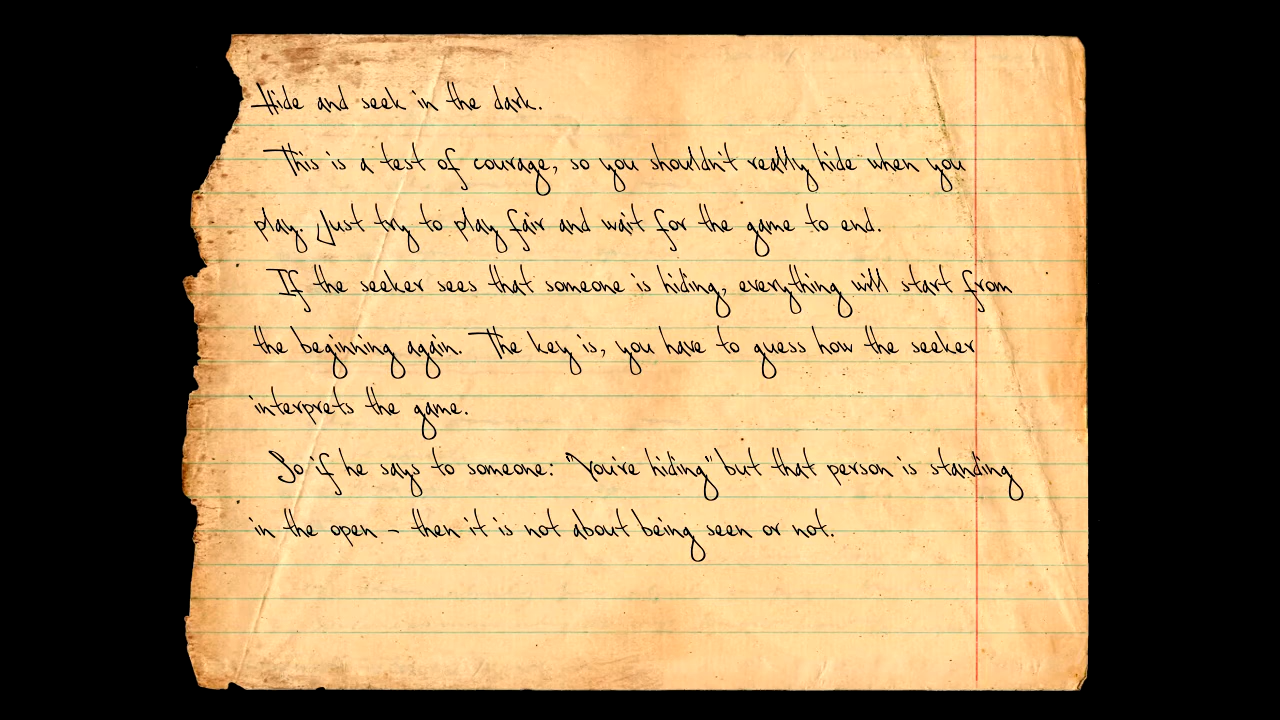 Hide and seek in the dark.
This is a test of courage, so you shouldn't really hide when you
play. Just try to play fair and wait for the game to end.
If the seeker sees that someone is hiding, everything will start from
the beginning again. The key is, you have to guess how the seeker
interprets the game.
So if he says to someone: "You're hiding" but that person is standing
in the open - then it is not about being seen or not.